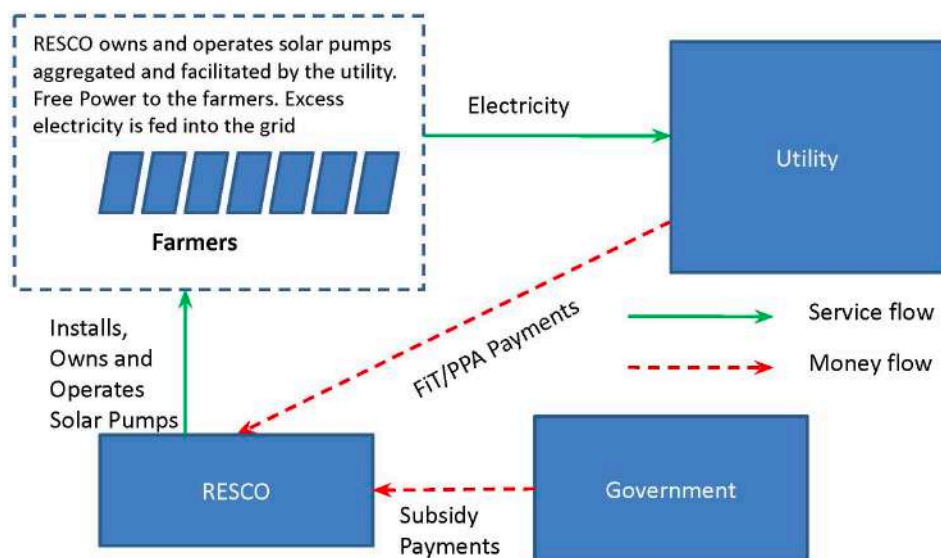 RESCO owns and operates solar pumps
aggregated and facilitated by the utility.
Free Power to the farmers. Excess
electricity is fed into the grid
Farmers
Electricity
Utility
Installs,
Owns and
Operates
Solar Pumps
FiT/PPA Payments
Service flow
Money flow
RESCO
Subsidy
Payments
Government